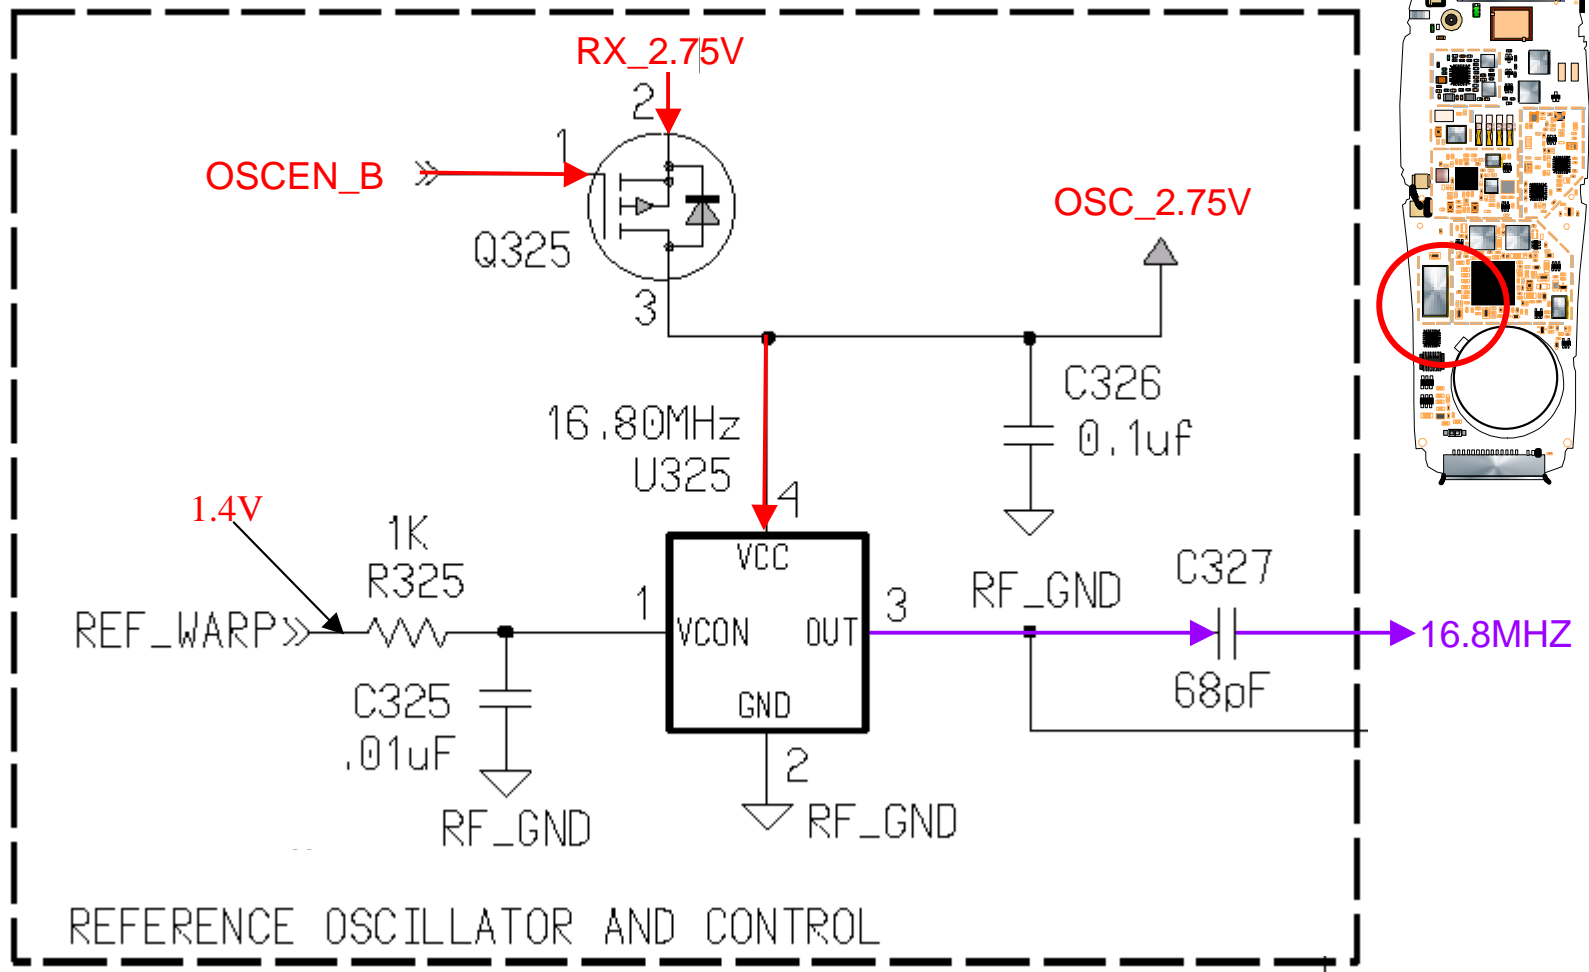 RX_2.75V
2
1
OSCEN_B
OSC_2.75V
Q325
3
C326
0.1uf
16.80MHz
U325
4
1.4V
1K
R325
VCC
RF_GND
C327
REF_WARP
1
VCON
OUT
3
16.8MHZ
C325
.01uF
GND
68pF
2
RF_GND
RF_GND
REFERENCE OSCILLATOR AND CONTROL